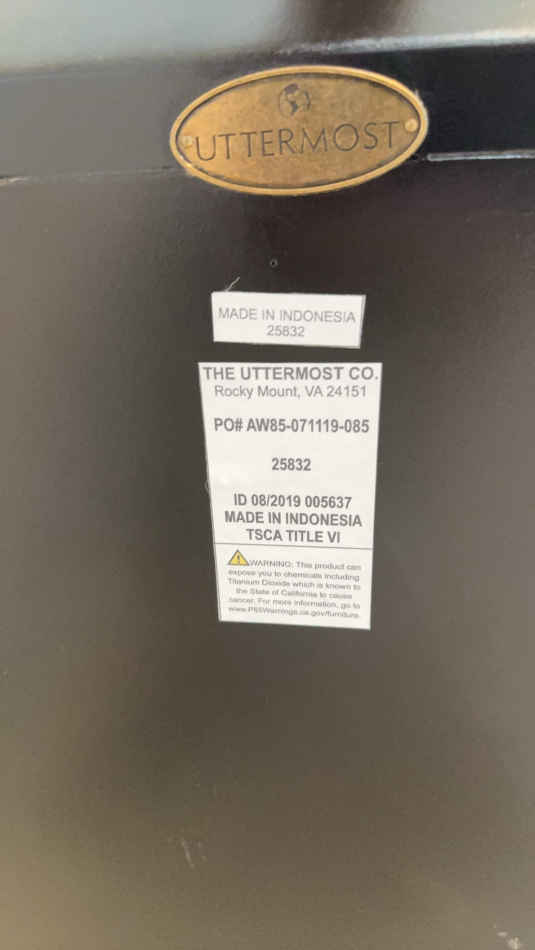 UTTERMOST
MADE IN INDONESIA
25832
THE UTTERMOST CO.
Rocky Mount, VA 24151
PO# AW85-071119-085
25832
ID 08/2019 005637
MADE IN INDONESIA
TSCA TITLE VI
WARNING: This product can
expose you to chemicals including
Titanium Dioxide which is known to
the State of California to cause
cancer. For more information, go to
www.P65Warnings.ca.gov/furniture.